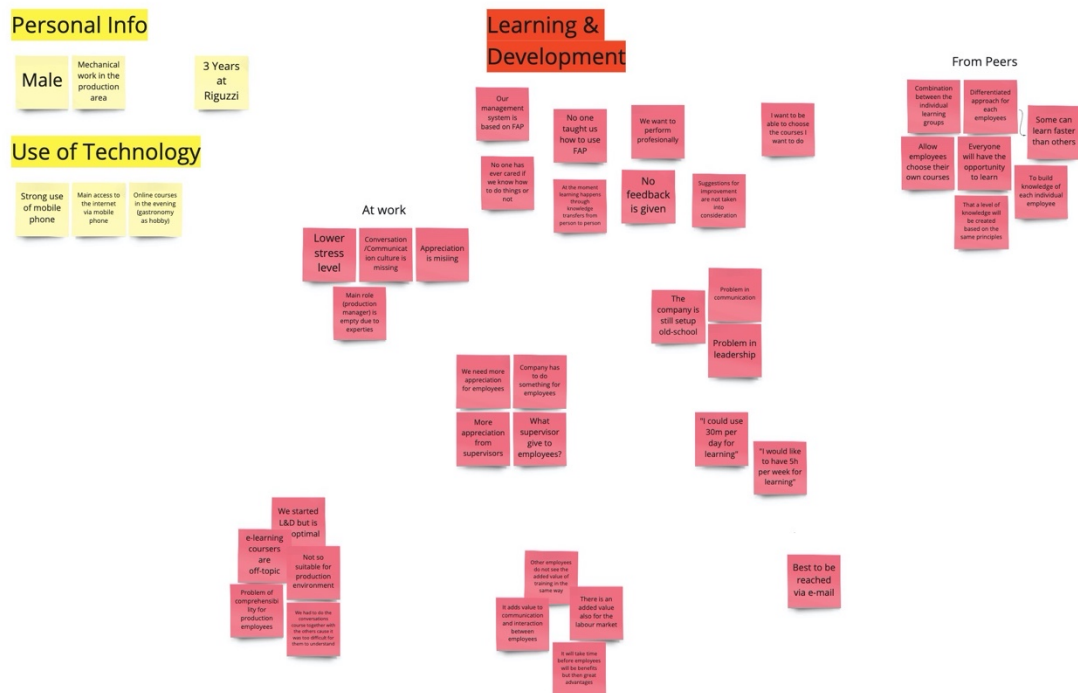 Personal Info
Male
Mechanical
work in the
production
area
3 Years
at
Riguzzi
Use of Technology
Strong use
of mobile
phone
Main access to
the internet
via mobile
phone
Online courses
in the evening
(gastronomy
as hobby)
Learning &
Development
Our
management
system is
based on FAP
No one
taught us
how to use
FAP
We want to
perform
profesionally
I want to be
able to choose
the courses I
want to do
No one has
ever cared if
we know how
to do things or
not
At the moment
learning happens
through
knowledge
transfers from
person to person
No
feedback
is given
Suggestions for
improvement
are not taken
into
consideration
From Peers
Combination
between the
individual
learning
groups
Differentiated
approach for
each
employees
Some can
learn faster
than others
Allow
employees
choose their
own courses
Everyone
will have the
opportunity
to learn
To build
knowledge of
each individual
employee
That a level of
knowledge will
be created
based on the
same principles
At work
Lower
stress
level
Conversation
/Communicat
ion culture is
missing
Appreciation
is misiing
Main role
(production
manager) is
empty due to
experties
The
company is
still setup
old-school
Problem in
communication
Problem in
leadership
We need more
appreciation
for employees
Company has
to do
something for
employees
More
appreciation
from
supervisors
What
supervisor
give to
employees?
"I could use
30m per
day for
learning"
"I would like
to have 5h
per week for
learning"
We started
L&D but is
optimal
e-learning
coursers
are
off-topic
Not so
suitable for
production
environment
Problem of
comprehensibi
lity for
production
employees
We had to do the
conversations
course together
with the others
cause it was too
difficult for
them to understand
Other employees
do not see the
added value of
training in the
same way
It adds value to
communication
and interaction
between
employees
There is an
added value
also for the
labour market
It will take time
before employees
will be benefits
but then great
advantages
Best to be
reached
via e-mail